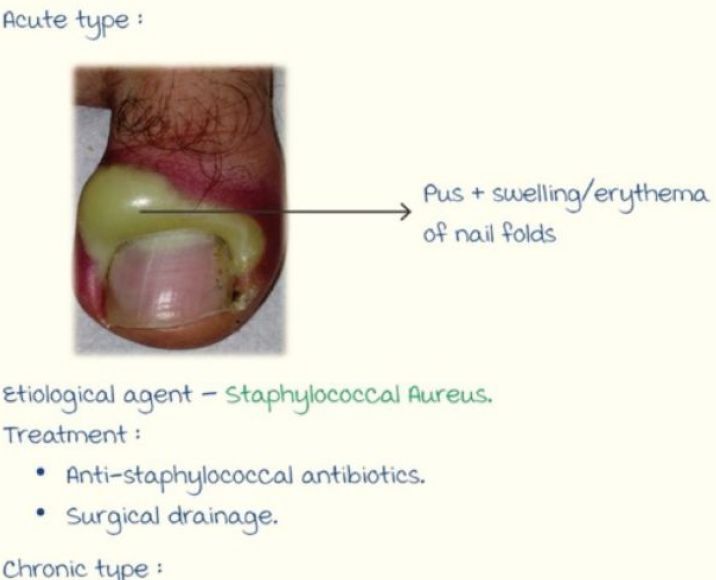 Acute type :
Pus + swelling/erythema
of nail folds
Etiological agent – Staphylococcal Aureus.
Treatment :
• Anti-staphylococcal antibiotics.
• Surgical drainage.
Chronic type :